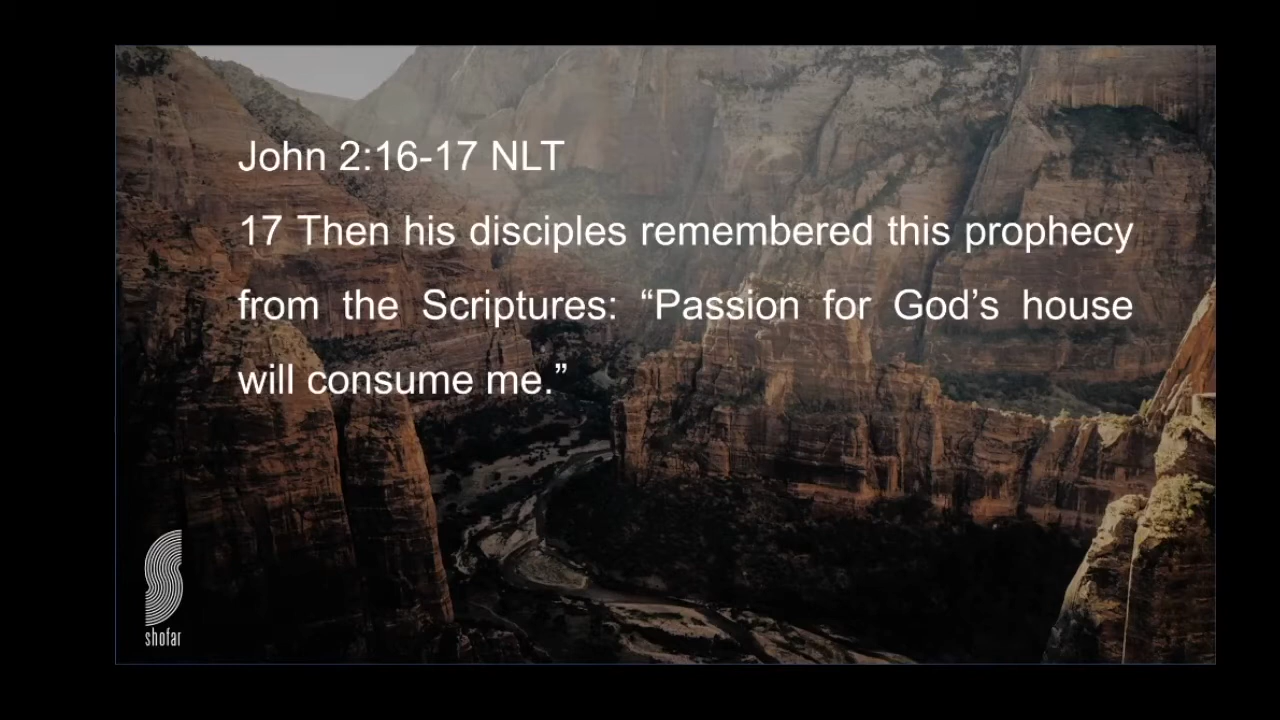 John 2:16-17 NLT
17 Then his disciples remembered this prophecy
from the Scriptures: “Passion for God’s house
will consume me.”
shofar